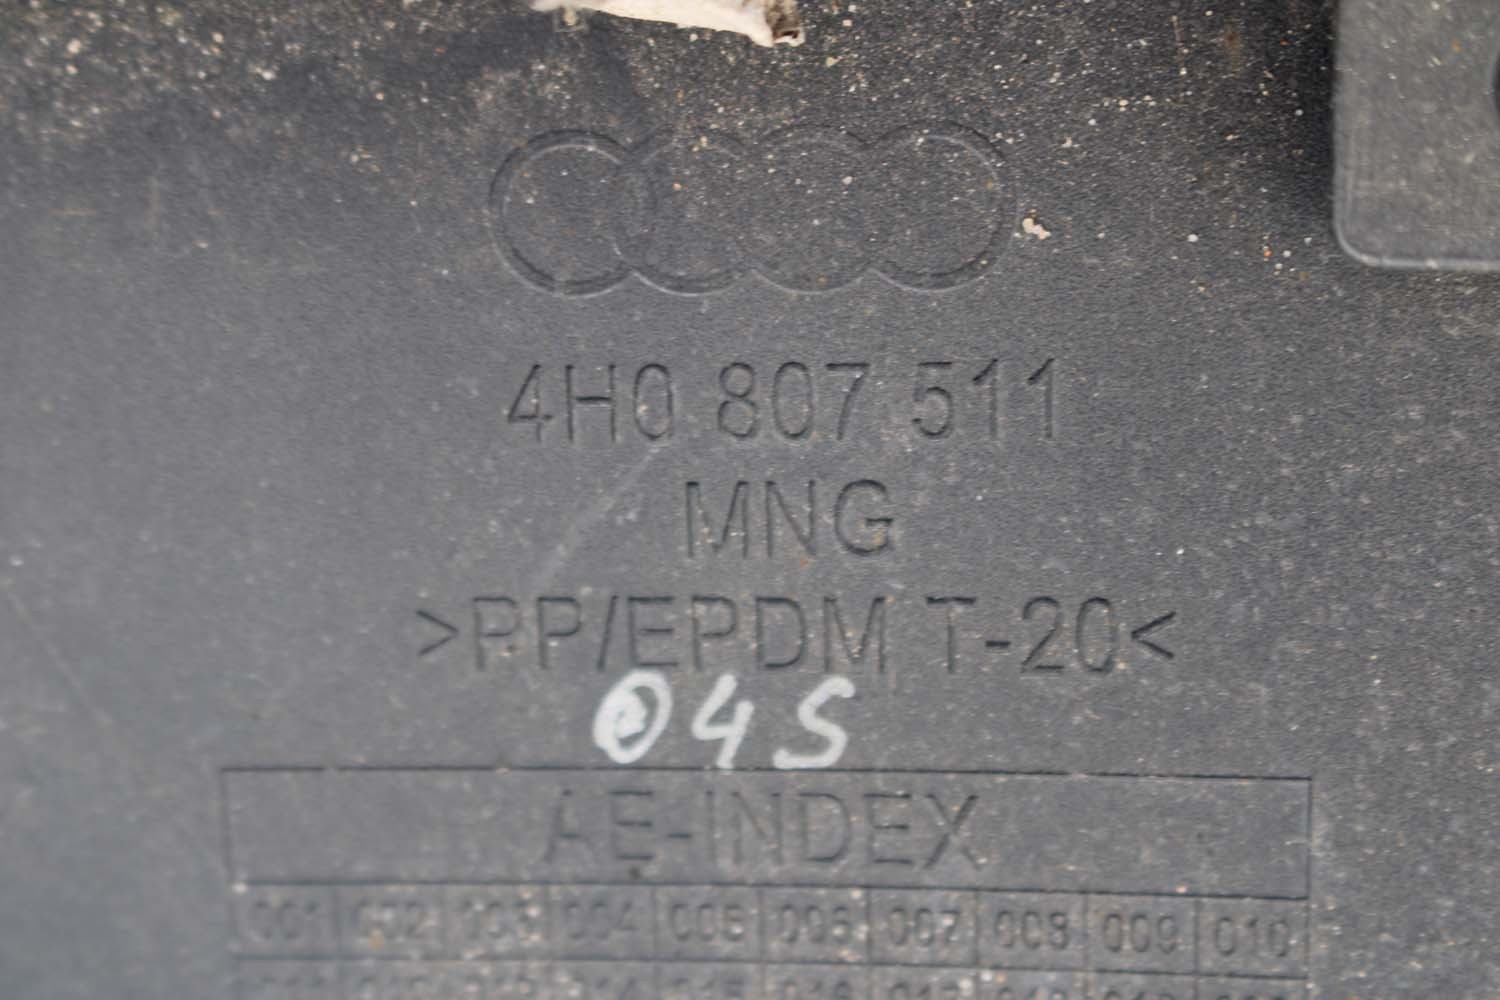 4H0 807 511
MNG
>PP/EPDM T-20<
04S
AE-INDEX
001 002 003 004 005 006 007 008 009 010